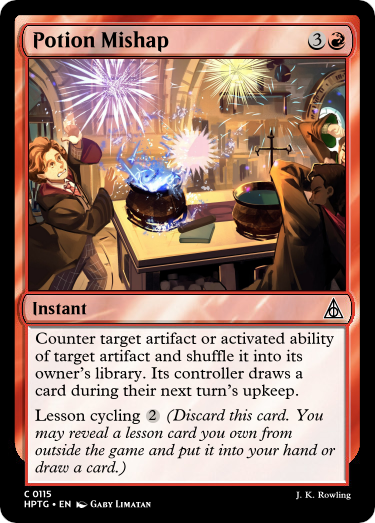 Potion Mishap 3
Instant
Counter target artifact or activated ability
of target artifact and shuffle it into its
owner's library. Its controller draws a
card during their next turn's upkeep.
Lesson cycling 2 (Discard this card. You
may reveal a lesson card you own from
outside the game and put it into your hand or
draw a card.)
C 0115
HPTG • EN Gaby Limatan
J. K. Rowling